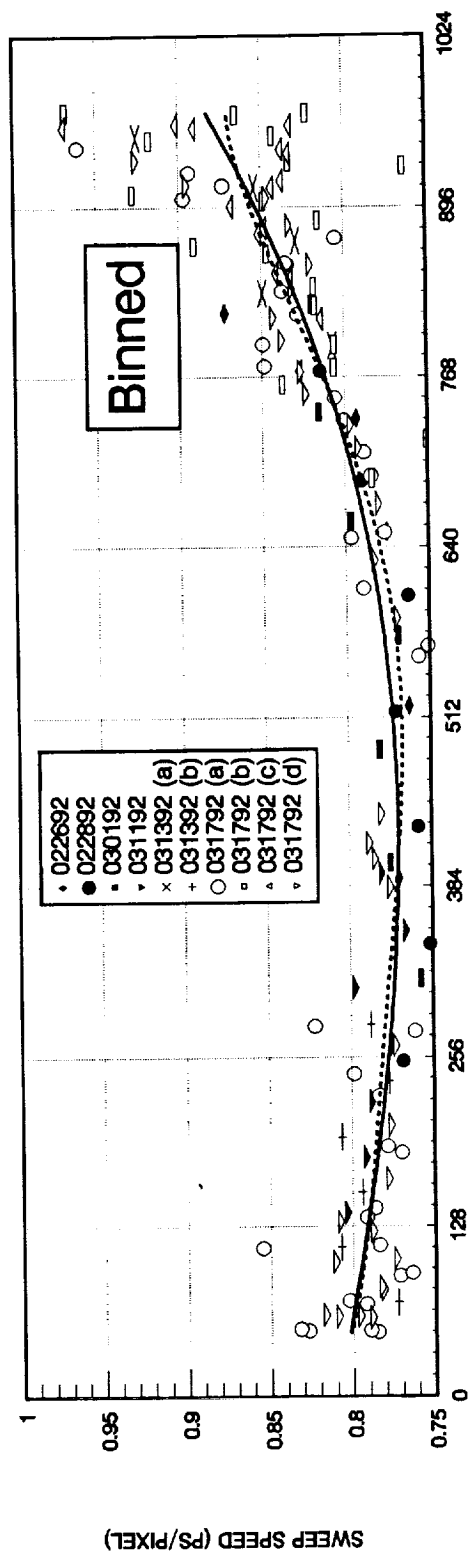 Binned
022692
022892
030192
031192
031392 (a)
031392 (b)
031792 (a)
031792 (b)
031792 (c)
031792 (d)
SWEEP SPEED (PS/PIXEL)
1
0.95
0.9
0.85
0.8
0.75
0
128
256
384
512
640
768
896
1024